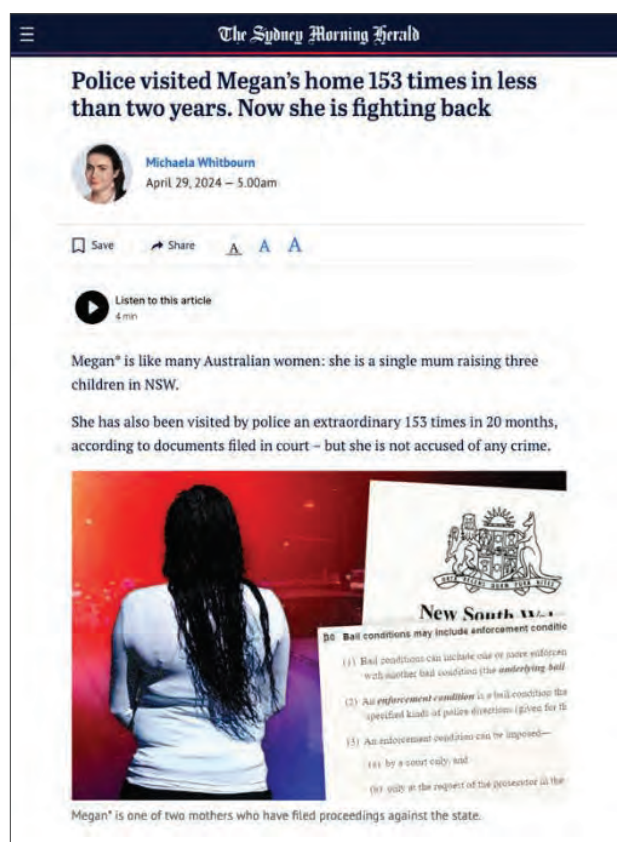 The Sydney Morning Herald
Police visited Megan's home 153 times in less
than two years. Now she is fighting back
Michaela Whitbourn
April 29, 2024 — 5.00am
Save
Share
A A A
Listen to this article
4 min
Megan* is like many Australian women: she is a single mum raising three
children in NSW.
She has also been visited by police an extraordinary 153 times in 20 months,
according to documents filed in court – but she is not accused of any crime.
New South
Bail conditions may include enforcement conditio
(1) Bail conditions can include one or more enforcem
with another bail condition (the underlying bail
(2) An enforcement condition is a bail condition tha
specified kinds of police directions (given for th
(3) An enforcement condition can be imposed—
(a) by a court only, and
(b) only at the request of the prosecutor in the
Megan* is one of two mothers who have filed proceedings against the state.